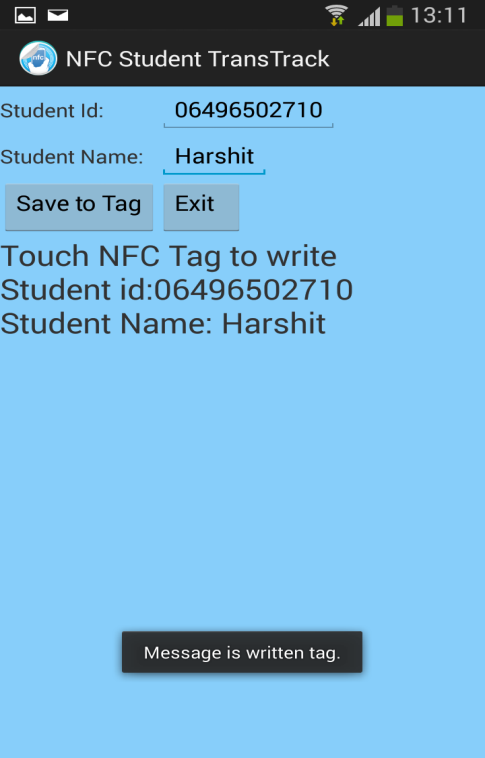 13:11
nfc
NFC Student TransTrack
Student Id: 06496502710
Student Name: Harshit
Save to Tag Exit
Touch NFC Tag to write
Student id:06496502710
Student Name: Harshit
Message is written tag.